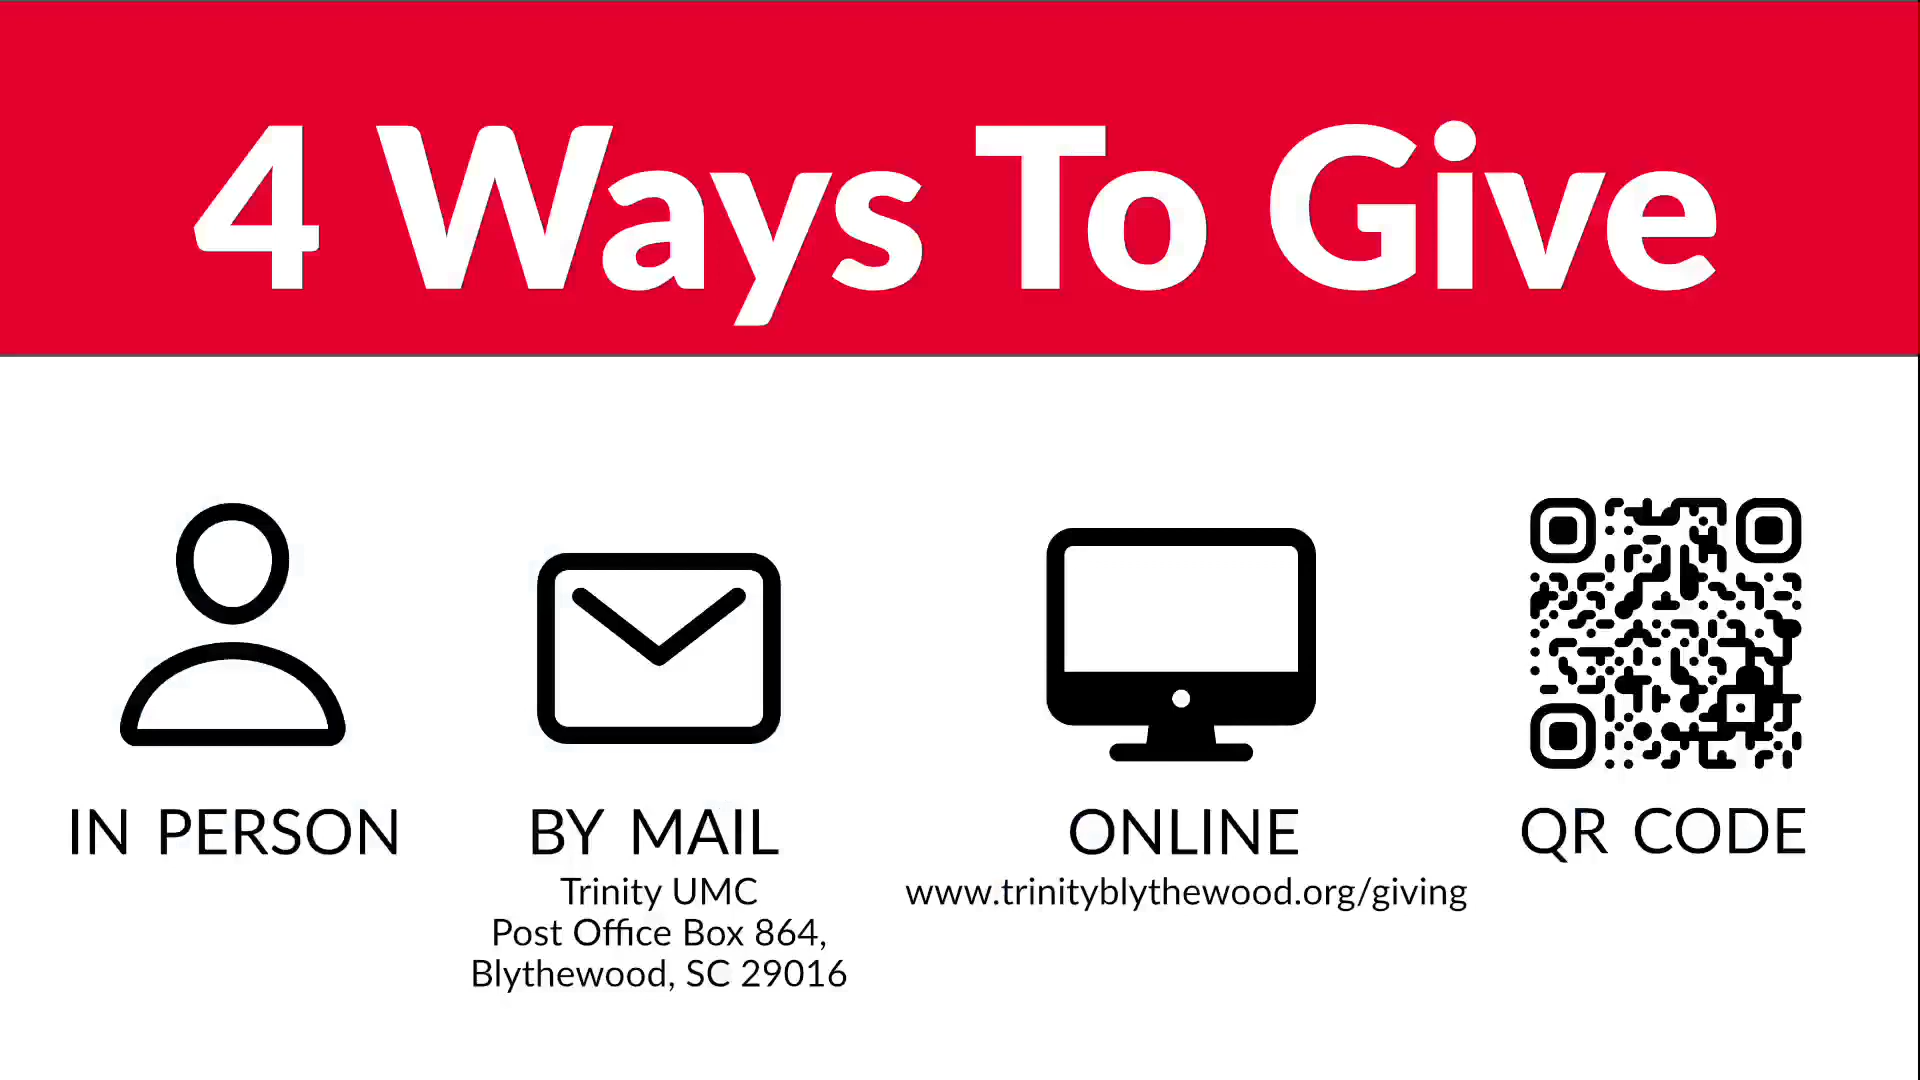 4 Ways To Give
IN PERSON
BY MAIL
Trinity UMC
Post Office Box 864,
Blythewood, SC 29016
ONLINE
www.trinityblythewood.org/giving
QR CODE